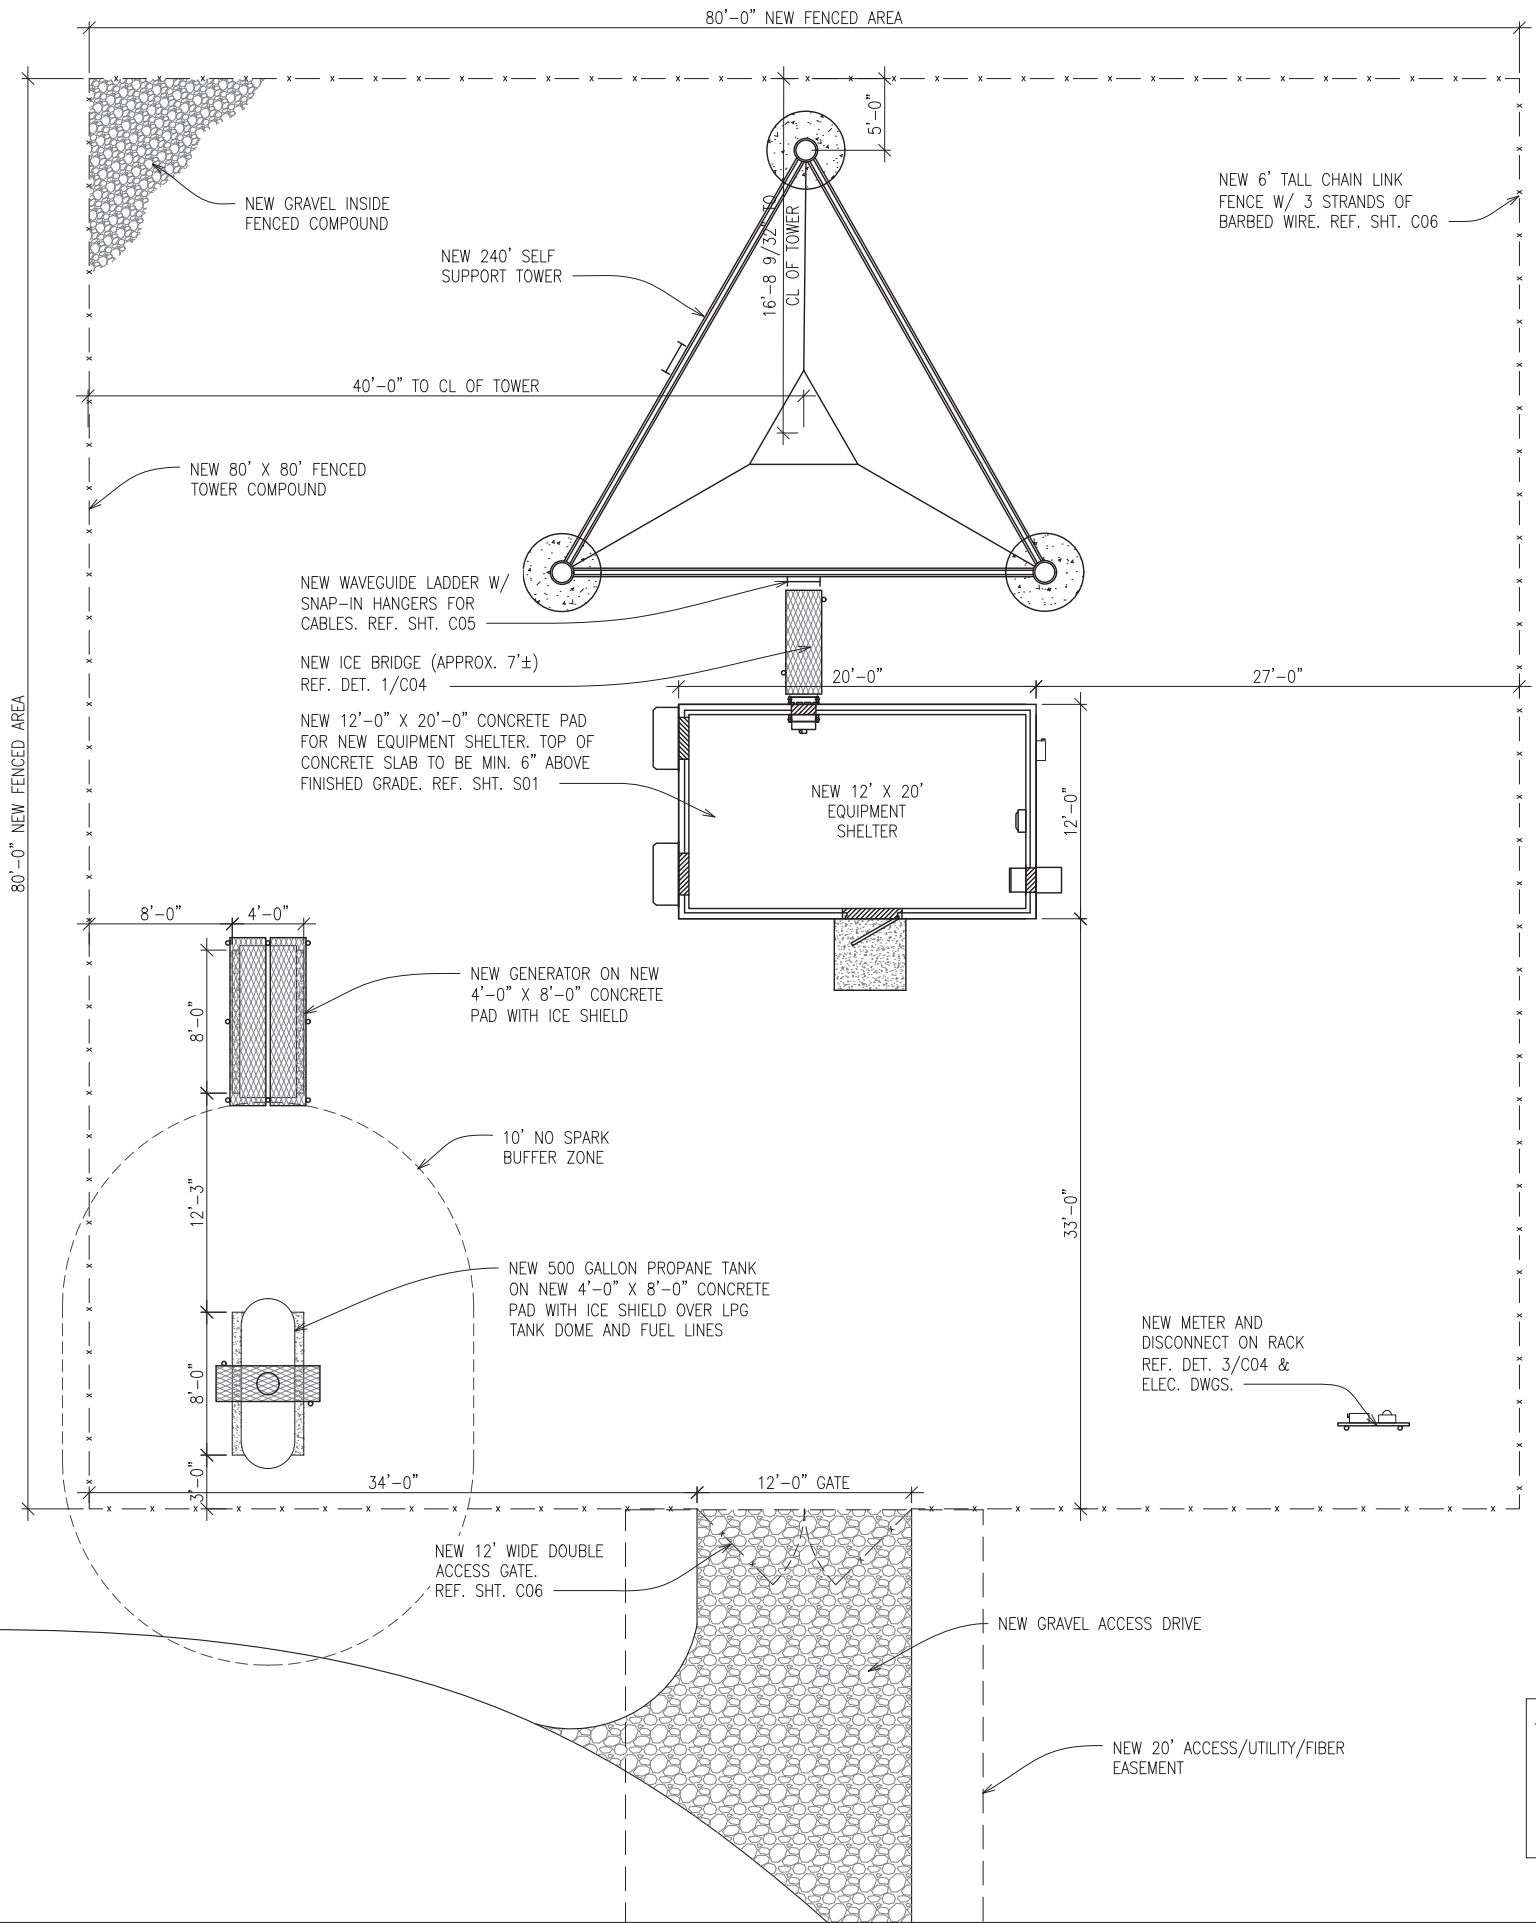 80'-0" NEW FENCED AREA
5'-0"
NEW GRAVEL INSIDE
FENCED COMPOUND
NEW 6' TALL CHAIN LINK
FENCE W/ 3 STRANDS OF
BARBED WIRE. REF. SHT. C06
NEW 240' SELF
SUPPORT TOWER
16'-8 9/32" TO
CL OF TOWER
40'-0" TO CL OF TOWER
NEW 80' X 80' FENCED
TOWER COMPOUND
NEW WAVEGUIDE LADDER W/
SNAP-IN HANGERS FOR
CABLES. REF. SHT. C05
NEW ICE BRIDGE (APPROX. 7'±)
REF. DET. 1/C04
20'-0"
27'-0"
NEW 12'-0" X 20'-0" CONCRETE PAD
FOR NEW EQUIPMENT SHELTER. TOP OF
CONCRETE SLAB TO BE MIN. 6" ABOVE
FINISHED GRADE. REF. SHT. S01
NEW 12' X 20'
EQUIPMENT
SHELTER
12'-0"
80'-0" NEW FENCED AREA
8'-0"
4'-0"
NEW GENERATOR ON NEW
4'-0" X 8'-0" CONCRETE
PAD WITH ICE SHIELD
8'-0"
10' NO SPARK
BUFFER ZONE
12'-3"
33'-0"
NEW 500 GALLON PROPANE TANK
ON NEW 4'-0" X 8'-0" CONCRETE
PAD WITH ICE SHIELD OVER LPG
TANK DOME AND FUEL LINES
8'-0"
NEW METER AND
DISCONNECT ON RACK
REF. DET. 3/C04 &
ELEC. DWGS.
3'-0"
34'-0"
12'-0" GATE
NEW 12' WIDE DOUBLE
ACCESS GATE.
REF. SHT. C06
NEW GRAVEL ACCESS DRIVE
NEW 20' ACCESS/UTILITY/FIBER
EASEMENT